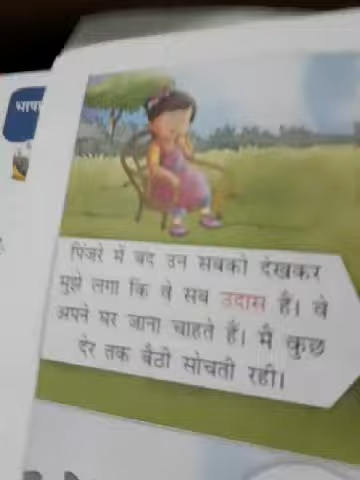 भाषा
पिंजरे में बंद उन सबको देखकर
मुझे लगा कि वे सब उदास हैं। वे
अपने घर जाना चाहते हैं। मैं कुछ
देर तक बैठी सोचती रही।